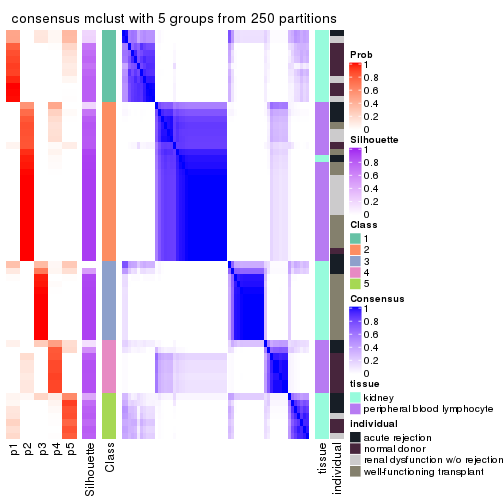 consensus mclust with 5 groups from 250 partitions
Prob
1
0.8
0.6
0.4
0.2
0
Silhouette
1
0.8
0.6
0.4
0.2
0
Class
1
2
3
4
5
Consensus
1
0.8
0.6
0.4
0.2
0
tissue
kidney
peripheral blood lymphocyte
individual
acute rejection
normal donor
renal dysfunction w/o rejection
well-functioning transplant
p1
p2
p3
p4
p5
Silhouette
Class
tissue
individual